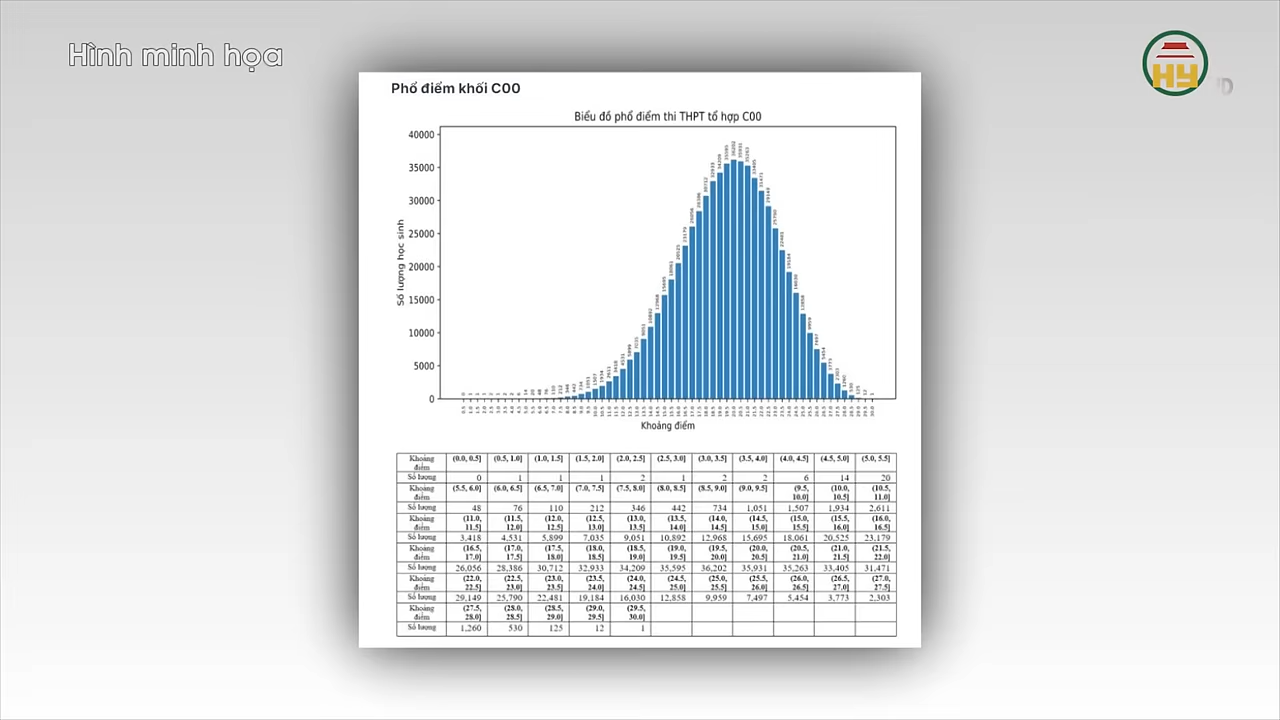 Hình minh họa
HY
Phổ điểm khối C00
Biểu đồ phổ điểm thi THPT tổ hợp C00
Số lượng học sinh
40000
35000
30000
25000
20000
15000
10000
5000
0
Khoảng điểm
Khoảng điểm (0.0, 0.5] (0.5, 1.0] (1.0, 1.5] (1.5, 2.0] (2.0, 2.5] (2.5, 3.0] (3.0, 3.5] (3.5, 4.0] (4.0, 4.5] (4.5, 5.0] (5.0, 5.5]
Số lượng 0 1 1 1 2 1 2 2 6 14 20
Khoảng điểm (5.5, 6.0] (6.0, 6.5] (6.5, 7.0] (7.0, 7.5] (7.5, 8.0] (8.0, 8.5] (8.5, 9.0] (9.0, 9.5] (9.5, 10.0] (10.0, 10.5] (10.5, 11.0]
Số lượng 48 76 110 212 346 442 734 1,051 1,507 1,934 2,611
Khoảng điểm (11.0, 11.5] (11.5, 12.0] (12.0, 12.5] (12.5, 13.0] (13.0, 13.5] (13.5, 14.0] (14.0, 14.5] (14.5, 15.0] (15.0, 15.5] (15.5, 16.0] (16.0, 16.5]
Số lượng 3,418 4,531 5,899 7,035 9,051 10,892 12,968 15,695 18,061 20,525 23,179
Khoảng điểm (16.5, 17.0] (17.0, 17.5] (17.5, 18.0] (18.0, 18.5] (18.5, 19.0] (19.0, 19.5] (19.5, 20.0] (20.0, 20.5] (20.5, 21.0] (21.0, 21.5] (21.5, 22.0]
Số lượng 26,056 28,386 30,712 32,933 34,209 35,595 36,202 35,931 35,263 33,405 31,471
Khoảng điểm (22.0, 22.5] (22.5, 23.0] (23.0, 23.5] (23.5, 24.0] (24.0, 24.5] (24.5, 25.0] (25.0, 25.5] (25.5, 26.0] (26.0, 26.5] (26.5, 27.0] (27.0, 27.5]
Số lượng 29,149 25,790 22,481 19,184 16,030 12,858 9,959 7,497 5,454 3,773 2,303
Khoảng điểm (27.5, 28.0] (28.0, 28.5] (28.5, 29.0] (29.0, 29.5] (29.5, 30.0]
Số lượng 1,260 530 125 12 1